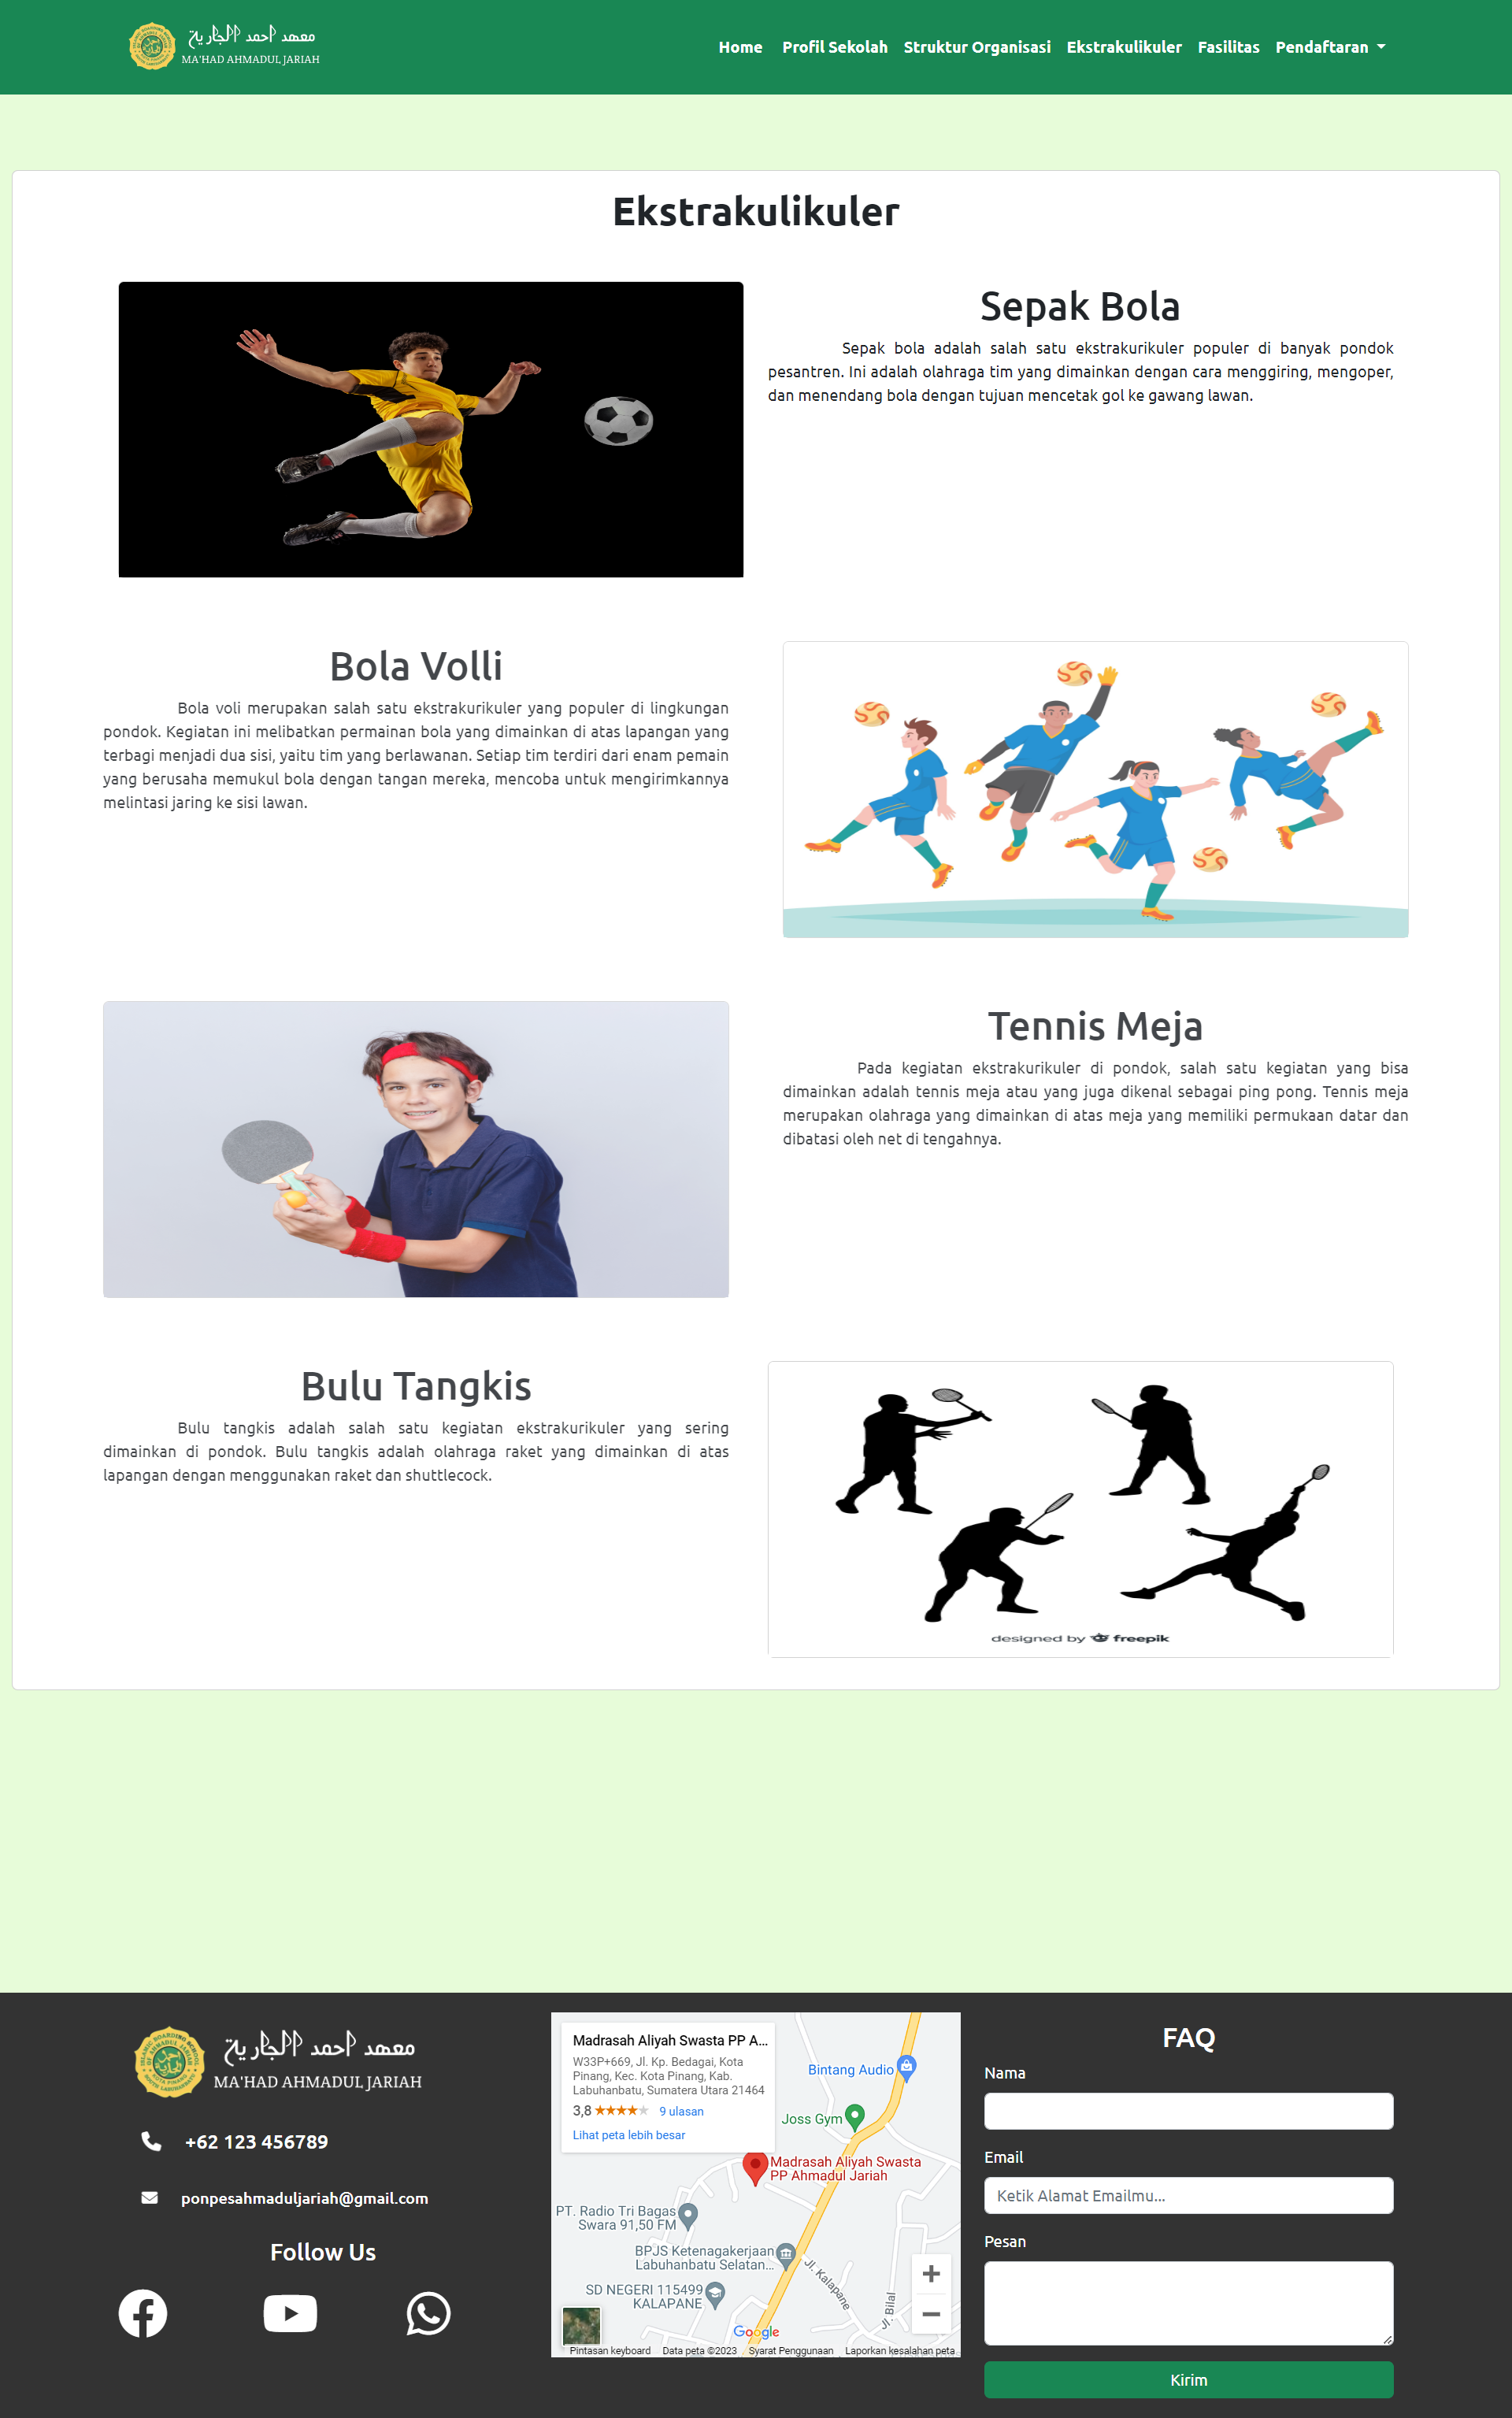 معهد احمد الجارية
MA'HAD AHMADUL JARIAH
Home Profil Sekolah Struktur Organisasi Ekstrakulikuler Fasilitas Pendaftaran
Ekstrakulikuler
Sepak Bola
Sepak bola adalah salah satu ekstrakurikuler populer di banyak pondok
pesantren. Ini adalah olahraga tim yang dimainkan dengan cara menggiring, mengoper,
dan menendang bola dengan tujuan mencetak gol ke gawang lawan.
Bola Volli
Bola voli merupakan salah satu ekstrakurikuler yang populer di lingkungan
pondok. Kegiatan ini melibatkan permainan bola yang dimainkan di atas lapangan yang
terbagi menjadi dua sisi, yaitu tim yang berlawanan. Setiap tim terdiri dari enam pemain
yang berusaha memukul bola dengan tangan mereka, mencoba untuk mengirimkannya
melintasi jaring ke sisi lawan.
Tennis Meja
Pada kegiatan ekstrakurikuler di pondok, salah satu kegiatan yang bisa
dimainkan adalah tennis meja atau yang juga dikenal sebagai ping pong. Tennis meja
merupakan olahraga yang dimainkan di atas meja yang memiliki permukaan datar dan
dibatasi oleh net di tengahnya.
Bulu Tangkis
Bulu tangkis adalah salah satu kegiatan ekstrakurikuler yang sering
dimainkan di pondok. Bulu tangkis adalah olahraga raket yang dimainkan di atas
lapangan dengan menggunakan raket dan shuttlecock.
designed by freepik
معهد احمد الجارية
MA'HAD AHMADUL JARIAH
+62 123 456789
ponpesahmaduljariah@gmail.com
Follow Us
Madrasah Aliyah Swasta PP A...
W33P+669, Jl. Kp. Bedagai, Kota
Pinang, Kec. Kota Pinang, Kab.
Labuhanbatu, Sumatera Utara 21464
3,8 9 ulasan
Lihat peta lebih besar
Bintang Audio
Joss Gym
Madrasah Aliyah Swasta
PP Ahmadul Jariah
PT. Radio Tri Bagas
Swara 91,50 FM
BPJS Ketenagakerjaan
Labuhanbatu Selatan...
SD NEGERI 115499
KALAPANE
Jl. Kalapane
Jl. Bilal
Google
Pintasan keyboard Data peta ©2023 Syarat Penggunaan Laporkan kesalahan peta
FAQ
Nama
Email
Ketik Alamat Emailmu...
Pesan
Kirim